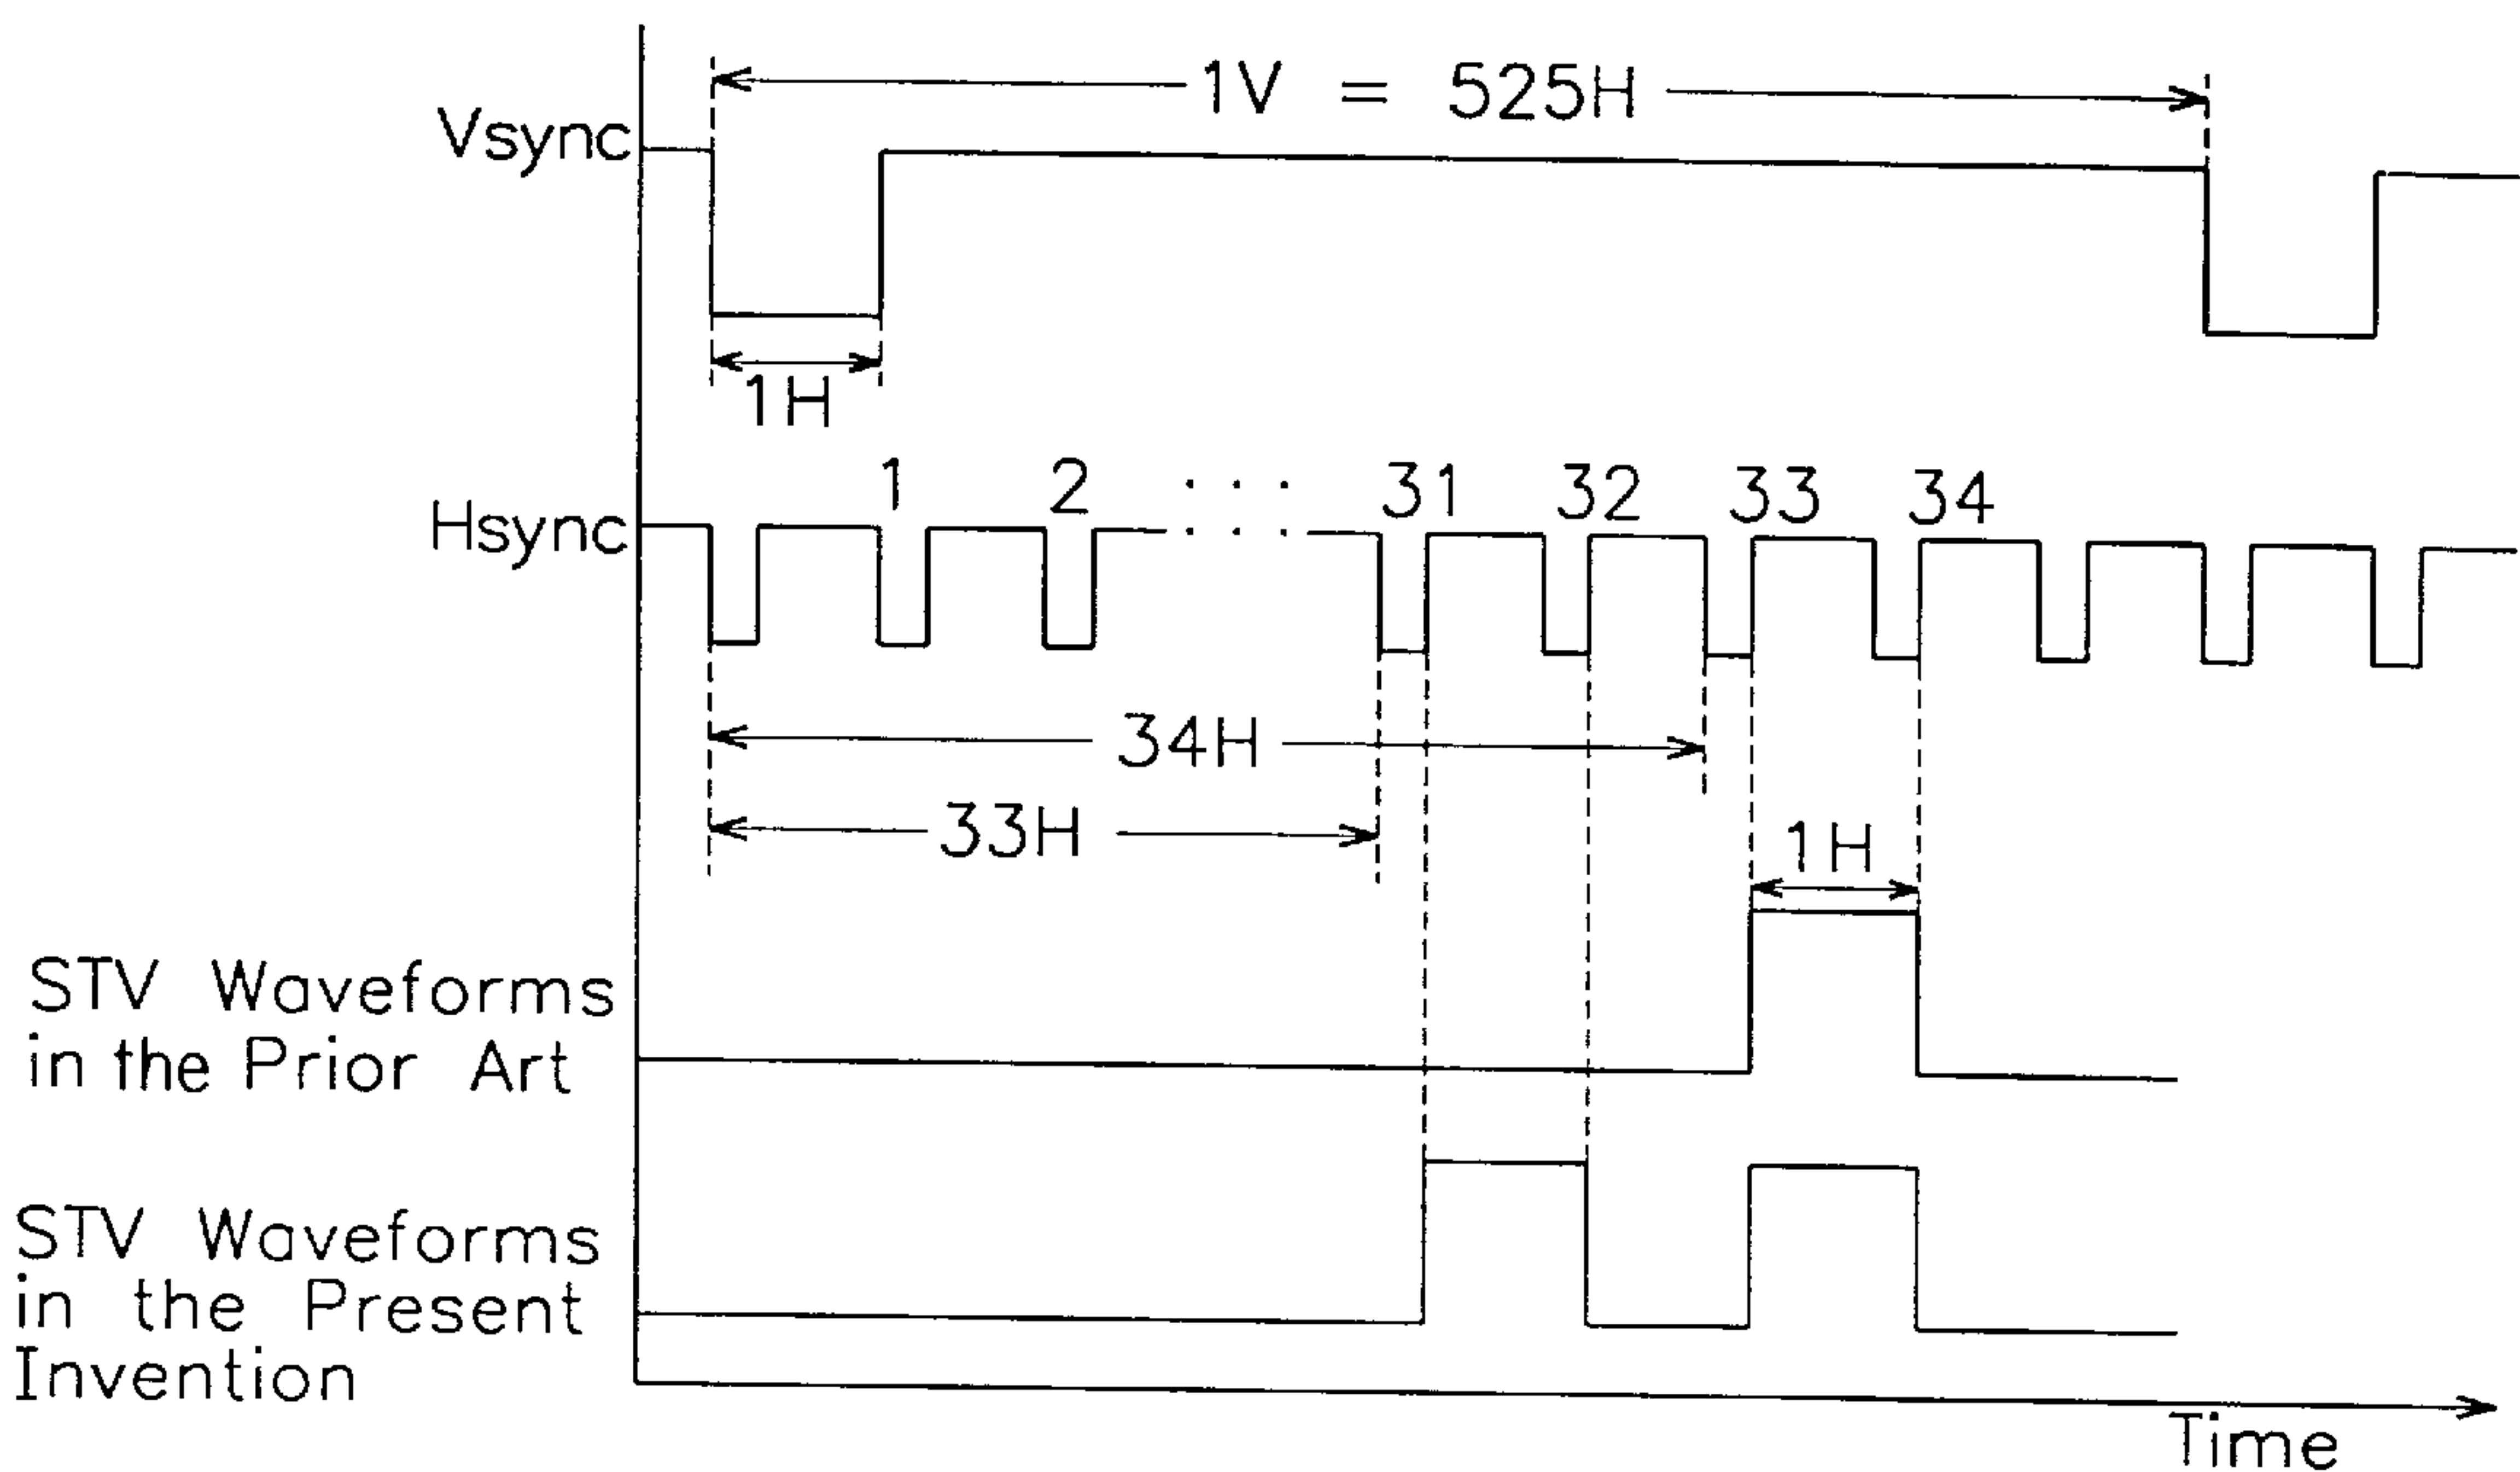 1V = 525H
Vsync
1H
1 2 · · · 31 32 33 34
Hsync · · ·
34H
33H
1H
STV Waveforms
in the Prior Art
STV Waveforms
in the Present
Invention
Time